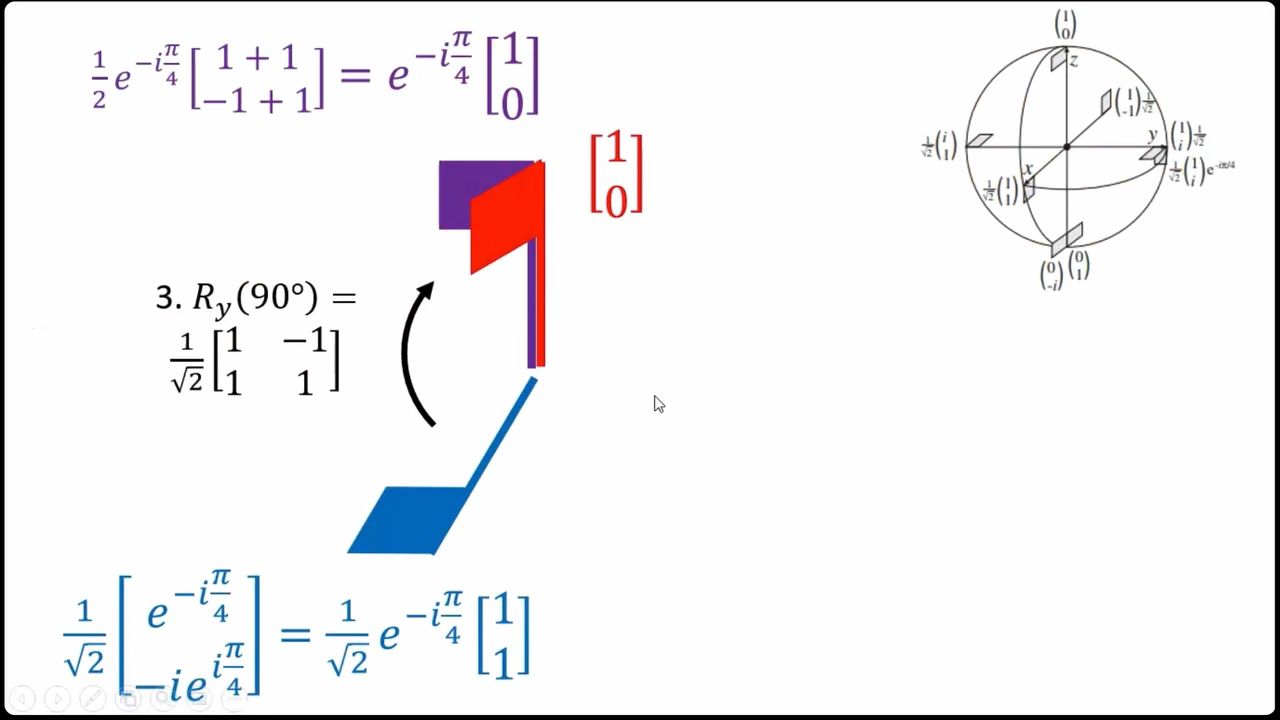 ½ e^{-iπ/4} [1 + 1; −1 + 1] = e^{-iπ/4} [1; 0]
[1; 0]
3. R_y(90°) =
1/√2 [1 −1; 1 1]
1/√2 [e^{-iπ/4}; −ie^{iπ/4}] = 1/√2 e^{-iπ/4} [1; 1]
(1; 0)
z
(1; -1) 1/√2
1/√2 (i; 1)
y
(1; i) 1/√2
1/√2 (1; i) e^{-iπ/4}
x
1/√2 (1; 1)
(0; -i) (0; 1)